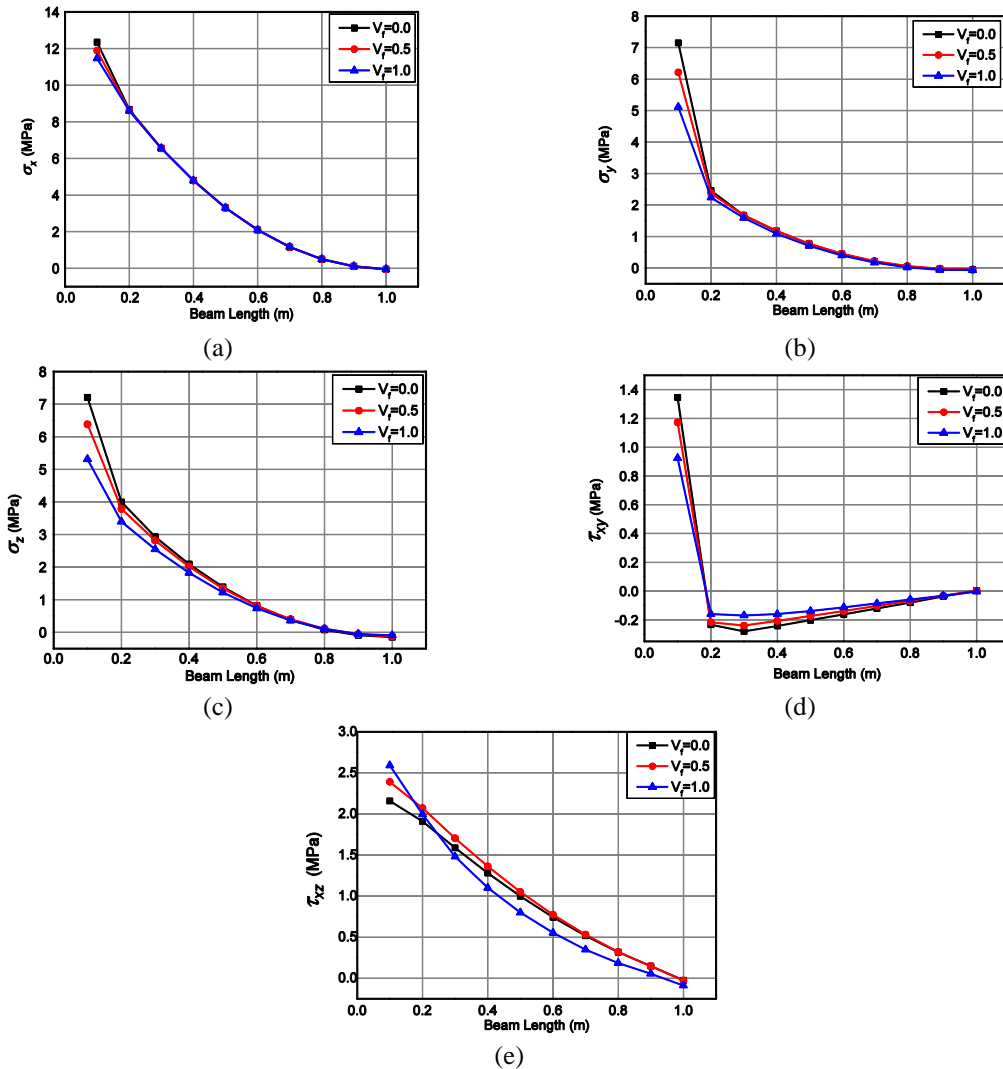 14
12
10
8
6
4
2
0
σx (MPa)
0.0 0.2 0.4 0.6 0.8 1.0
Beam Length (m)
Vf=0.0
Vf=0.5
Vf=1.0
(a)
8
7
6
5
4
3
2
1
0
σy (MPa)
0.0 0.2 0.4 0.6 0.8 1.0
Beam Length (m)
Vf=0.0
Vf=0.5
Vf=1.0
(b)
8
7
6
5
4
3
2
1
0
σz (MPa)
0.0 0.2 0.4 0.6 0.8 1.0
Beam Length (m)
Vf=0.0
Vf=0.5
Vf=1.0
(c)
1.4
1.2
1.0
0.8
0.6
0.4
0.2
0.0
-0.2
τxy (MPa)
0.0 0.2 0.4 0.6 0.8 1.0
Beam Length (m)
Vf=0.0
Vf=0.5
Vf=1.0
(d)
3.0
2.5
2.0
1.5
1.0
0.5
0.0
τxz (MPa)
0.0 0.2 0.4 0.6 0.8 1.0
Beam Length (m)
Vf=0.0
Vf=0.5
Vf=1.0
(e)